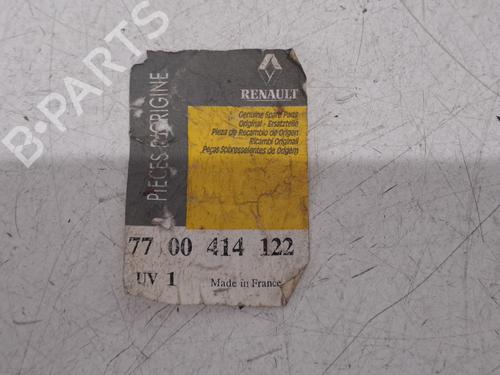 B-PARTS
PIECES D'ORIGINE
RENAULT
Genuine Spare Parts
Original - Ersatzteile
Pieza de Recambio de Origen
Ricambi Originali
Peças Sobresselentes de Origem
77 00 414 122
UV 1 Made in France